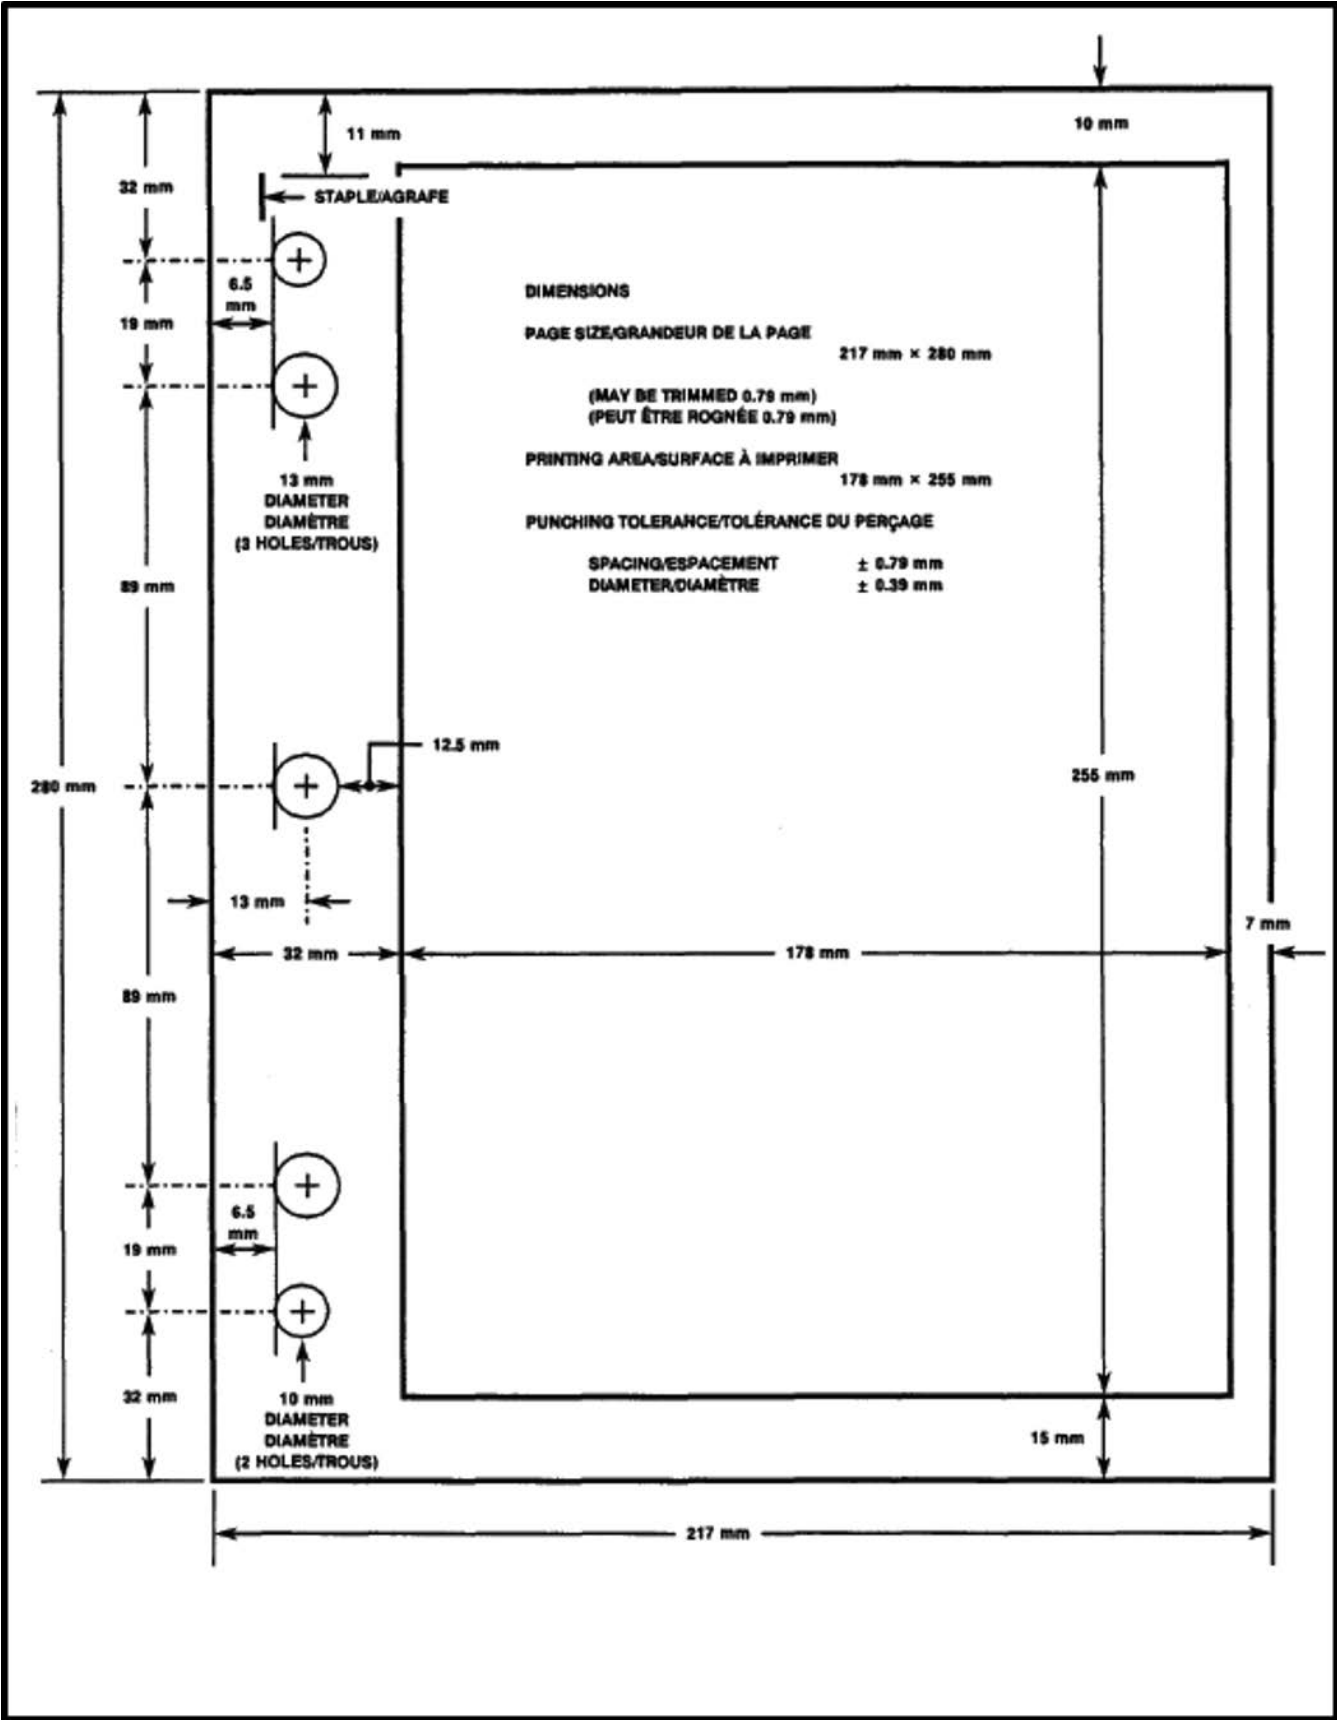 10 mm
11 mm
32 mm
STAPLE/AGRAFE
6.5
mm
19 mm
DIMENSIONS
PAGE SIZE/GRANDEUR DE LA PAGE
217 mm × 280 mm
(MAY BE TRIMMED 0.79 mm)
(PEUT ÊTRE ROGNÉE 0.79 mm)
PRINTING AREA/SURFACE À IMPRIMER
178 mm × 255 mm
PUNCHING TOLERANCE/TOLÉRANCE DU PERÇAGE
SPACING/ESPACEMENT ± 0.79 mm
DIAMETER/DIAMÈTRE ± 0.39 mm
13 mm
DIAMETER
DIAMÈTRE
(3 HOLES/TROUS)
89 mm
12.5 mm
280 mm
255 mm
13 mm
7 mm
32 mm
178 mm
89 mm
6.5
mm
19 mm
32 mm
10 mm
DIAMETER
DIAMÈTRE
(2 HOLES/TROUS)
15 mm
217 mm